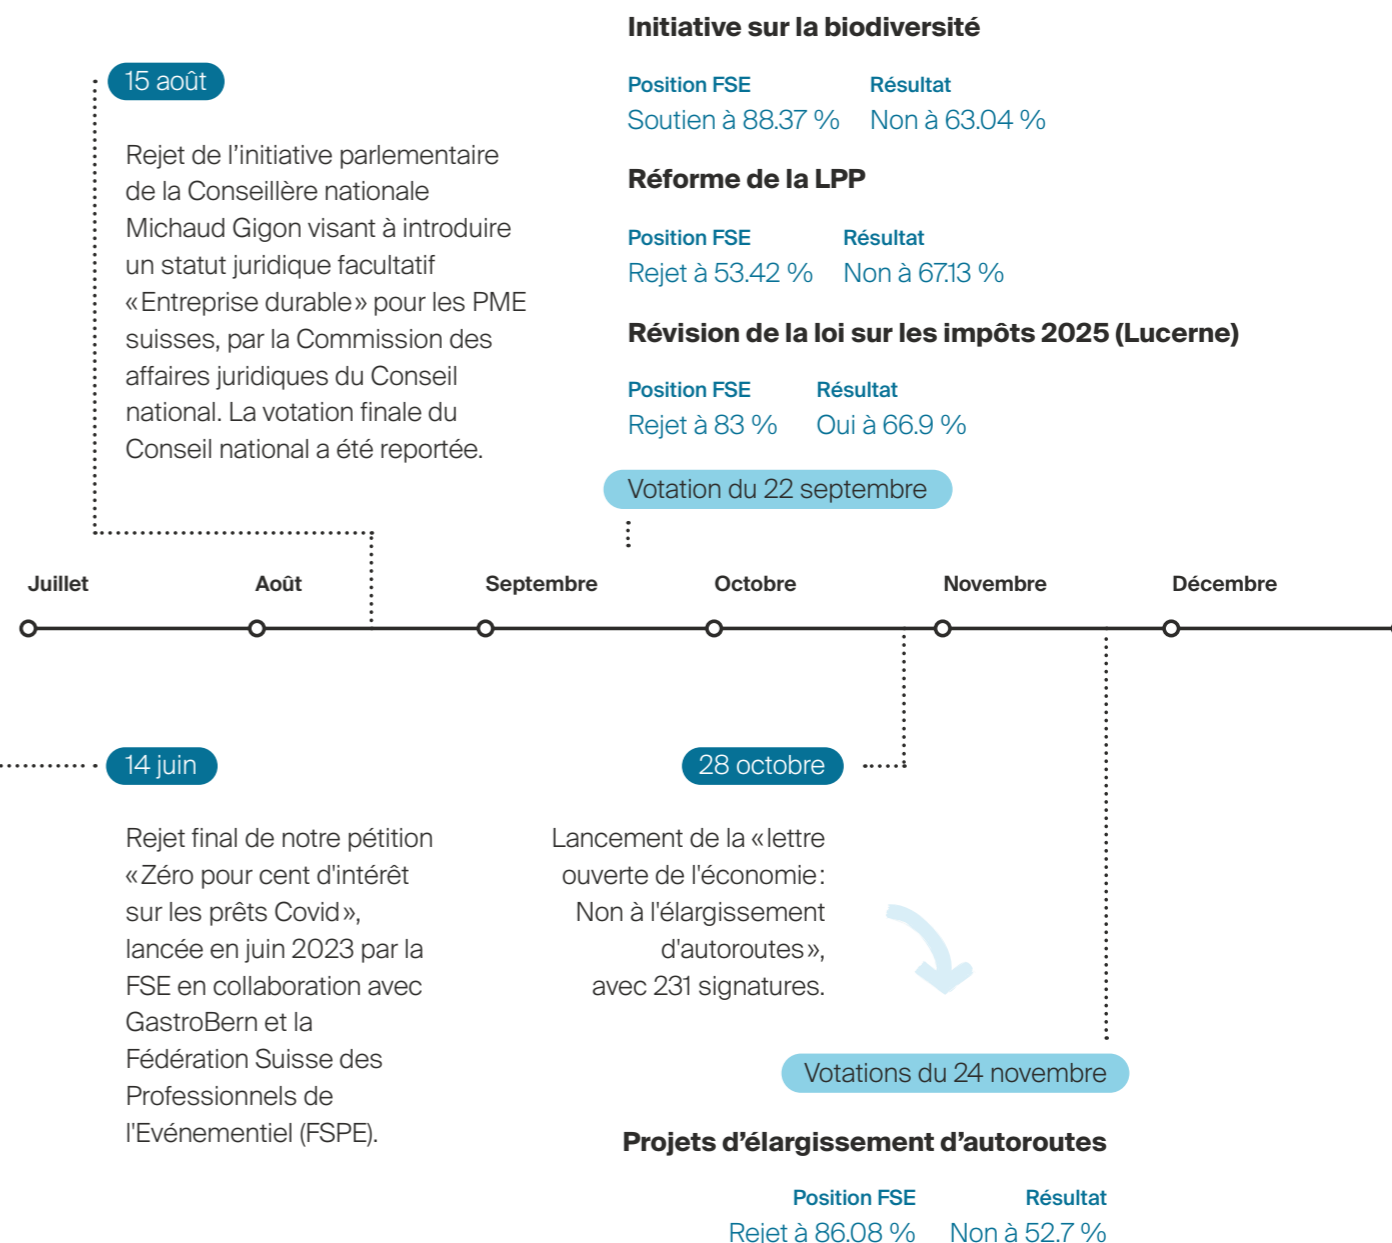 15 août
Rejet de l’initiative parlementaire
de la Conseillère nationale
Michaud Gigon visant à introduire
un statut juridique facultatif
«Entreprise durable» pour les PME
suisses, par la Commission des
affaires juridiques du Conseil
national. La votation finale du
Conseil national a été reportée.
Initiative sur la biodiversité
Position FSE Résultat
Soutien à 88.37 % Non à 63.04 %
Réforme de la LPP
Position FSE Résultat
Rejet à 53.42 % Non à 67.13 %
Révision de la loi sur les impôts 2025 (Lucerne)
Position FSE Résultat
Rejet à 83 % Oui à 66.9 %
Votation du 22 septembre
Juillet Août Septembre Octobre Novembre Décembre
14 juin
Rejet final de notre pétition
«Zéro pour cent d'intérêt
sur les prêts Covid»,
lancée en juin 2023 par la
FSE en collaboration avec
GastroBern et la
Fédération Suisse des
Professionnels de
l'Evénementiel (FSPE).
28 octobre
Lancement de la «lettre
ouverte de l'économie:
Non à l'élargissement
d'autoroutes»,
avec 231 signatures.
Votations du 24 novembre
Projets d’élargissement d’autoroutes
Position FSE Résultat
Rejet à 86.08 % Non à 52.7 %